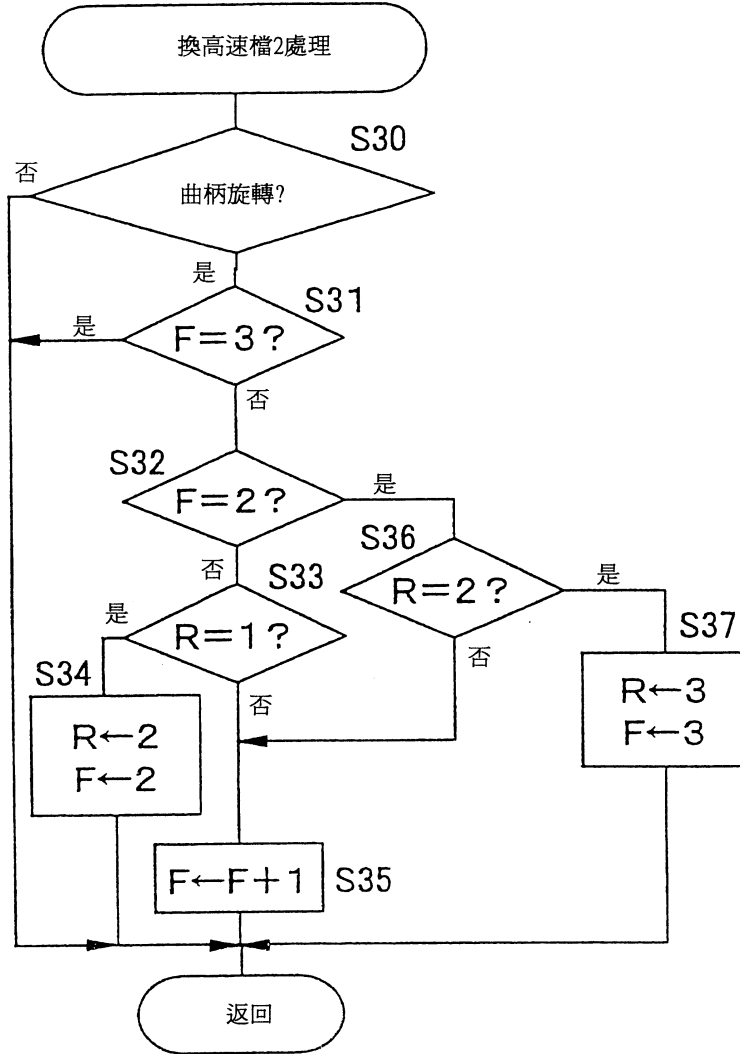 換高速檔2處理
S30
否
曲柄旋轉?
是
S31
是
F=3?
否
S32
F=2?
是
S36
否
S33
R=2?
是
是
R=1?
S37
S34
否
否
R←3
F←3
R←2
F←2
F←F+1
S35
返回